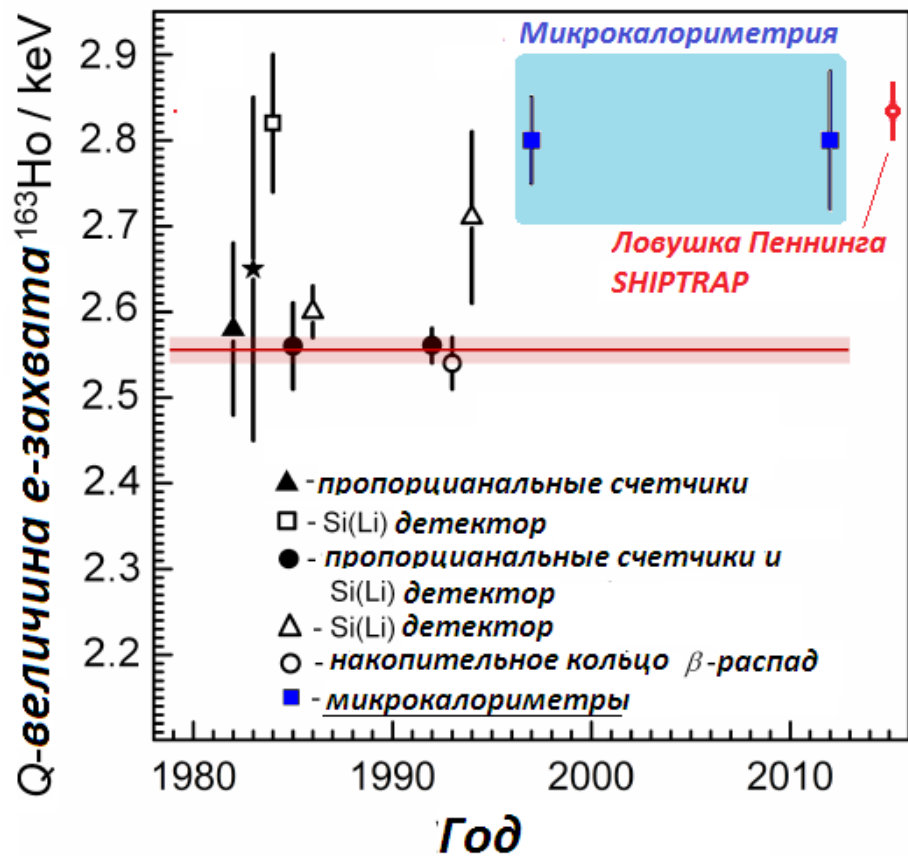 Q-величина е-захвата ¹⁶³Ho / keV
2.9
2.8
2.7
2.6
2.5
2.4
2.3
2.2
Микрокалориметрия
Ловушка Пеннинга
SHIPTRAP
▲ - пропорцианальные счетчики
□ - Si(Li) детектор
● - пропорцианальные счетчики и
Si(Li) детектор
△ - Si(Li) детектор
○ - накопительное кольцо β-распад
■ - микрокалориметры
1980 1990 2000 2010
Год